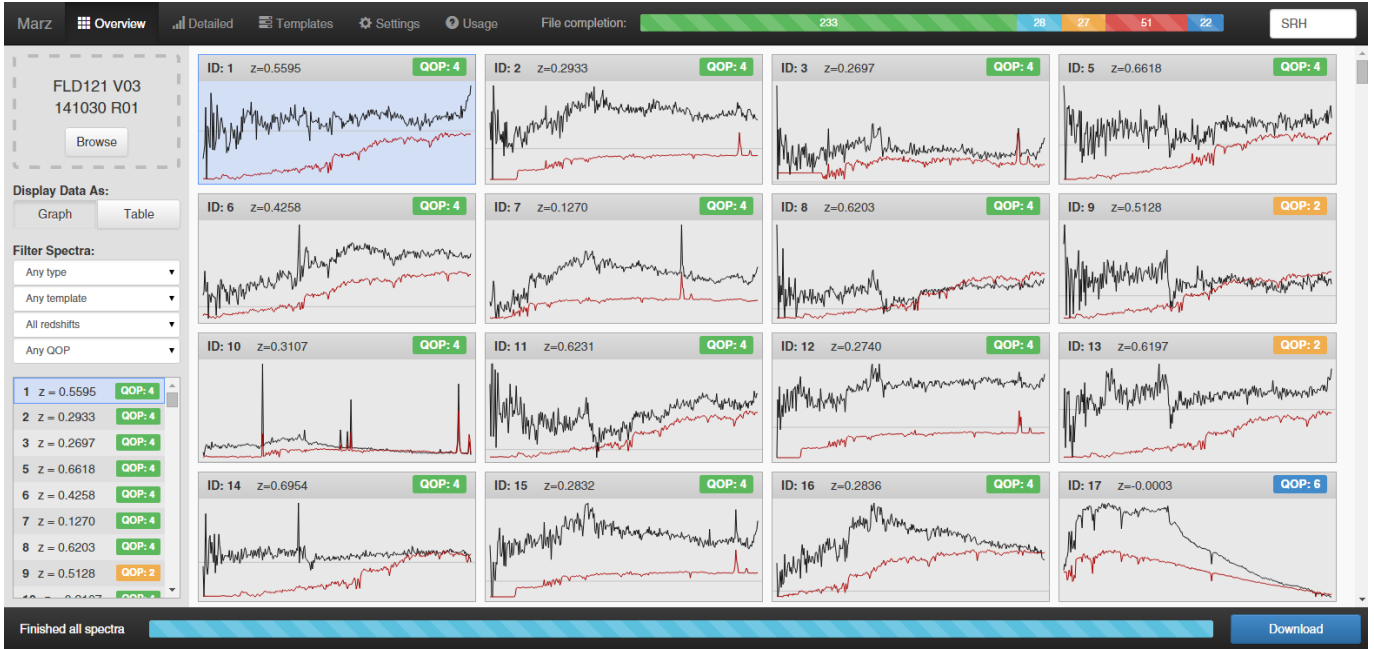 Marz Overview Detailed Templates Settings Usage File completion: 233 28 27 51 22 SRH
FLD121 V03
141030 R01
Browse
Display Data As:
Graph Table
Filter Spectra:
Any type
Any template
All redshifts
Any QOP
1 z = 0.5595 QOP: 4
2 z = 0.2933 QOP: 4
3 z = 0.2697 QOP: 4
5 z = 0.6618 QOP: 4
6 z = 0.4258 QOP: 4
7 z = 0.1270 QOP: 4
8 z = 0.6203 QOP: 4
9 z = 0.5128 QOP: 2
ID: 1 z=0.5595 QOP: 4
ID: 2 z=0.2933 QOP: 4
ID: 3 z=0.2697 QOP: 4
ID: 5 z=0.6618 QOP: 4
ID: 6 z=0.4258 QOP: 4
ID: 7 z=0.1270 QOP: 4
ID: 8 z=0.6203 QOP: 4
ID: 9 z=0.5128 QOP: 2
ID: 10 z=0.3107 QOP: 4
ID: 11 z=0.6231 QOP: 4
ID: 12 z=0.2740 QOP: 4
ID: 13 z=0.6197 QOP: 2
ID: 14 z=0.6954 QOP: 4
ID: 15 z=0.2832 QOP: 4
ID: 16 z=0.2836 QOP: 4
ID: 17 z=-0.0003 QOP: 6
Finished all spectra Download